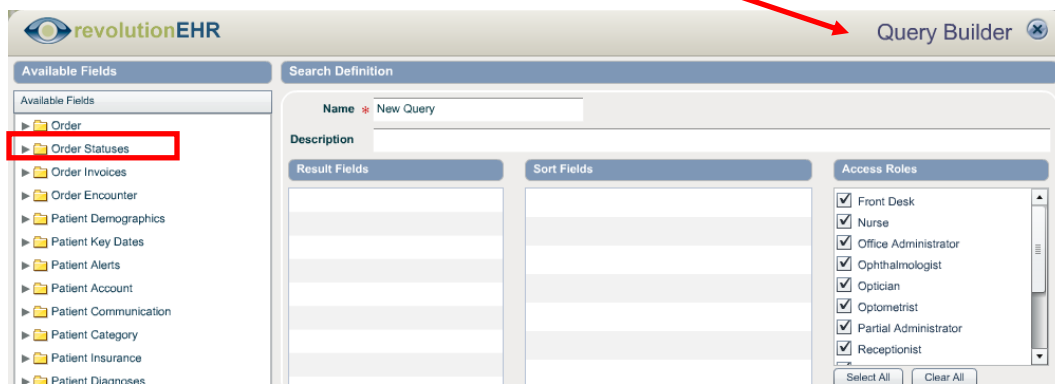 revolutionEHR
Query Builder
Available Fields
Search Definition
Available Fields
Name * New Query
Order
Description
Order Statuses
Order Invoices
Result Fields
Sort Fields
Access Roles
Order Encounter
Front Desk
Patient Demographics
Nurse
Patient Key Dates
Office Administrator
Patient Alerts
Ophthalmologist
Patient Account
Optician
Patient Communication
Optometrist
Patient Category
Partial Administrator
Patient Insurance
Receptionist
Patient Diagnoses
Select All
Clear All